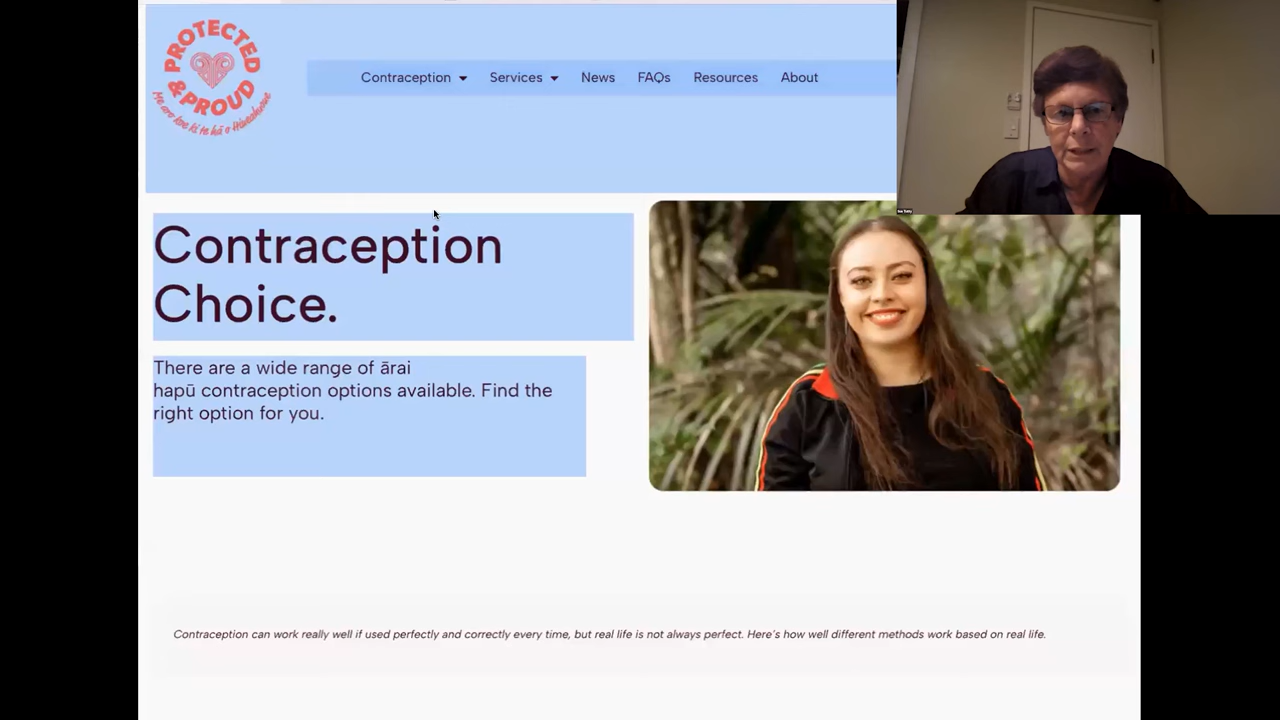 PROTECTED
& PROUD
Contraception
Services
News
FAQs
Resources
About
Contraception
Choice.
There are a wide range of ārai
hapū contraception options available. Find the
right option for you.
Contraception can work really well if used perfectly and correctly every time, but real life is not always perfect. Here's how well different methods work based on real life.